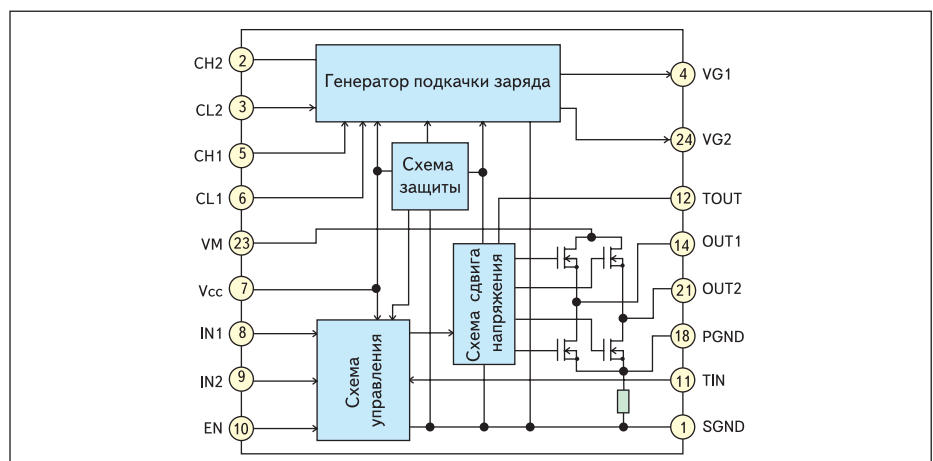 CH2
2
CL2
3
CH1
5
CL1
6
VM
23
Vcc
7
IN1
8
IN2
9
EN
10
Генератор подкачки заряда
Схема
защиты
Схема сдвига
напряжения
Схема
управления
4
VG1
24
VG2
12
TOUT
14
OUT1
21
OUT2
18
PGND
11
TIN
1
SGND